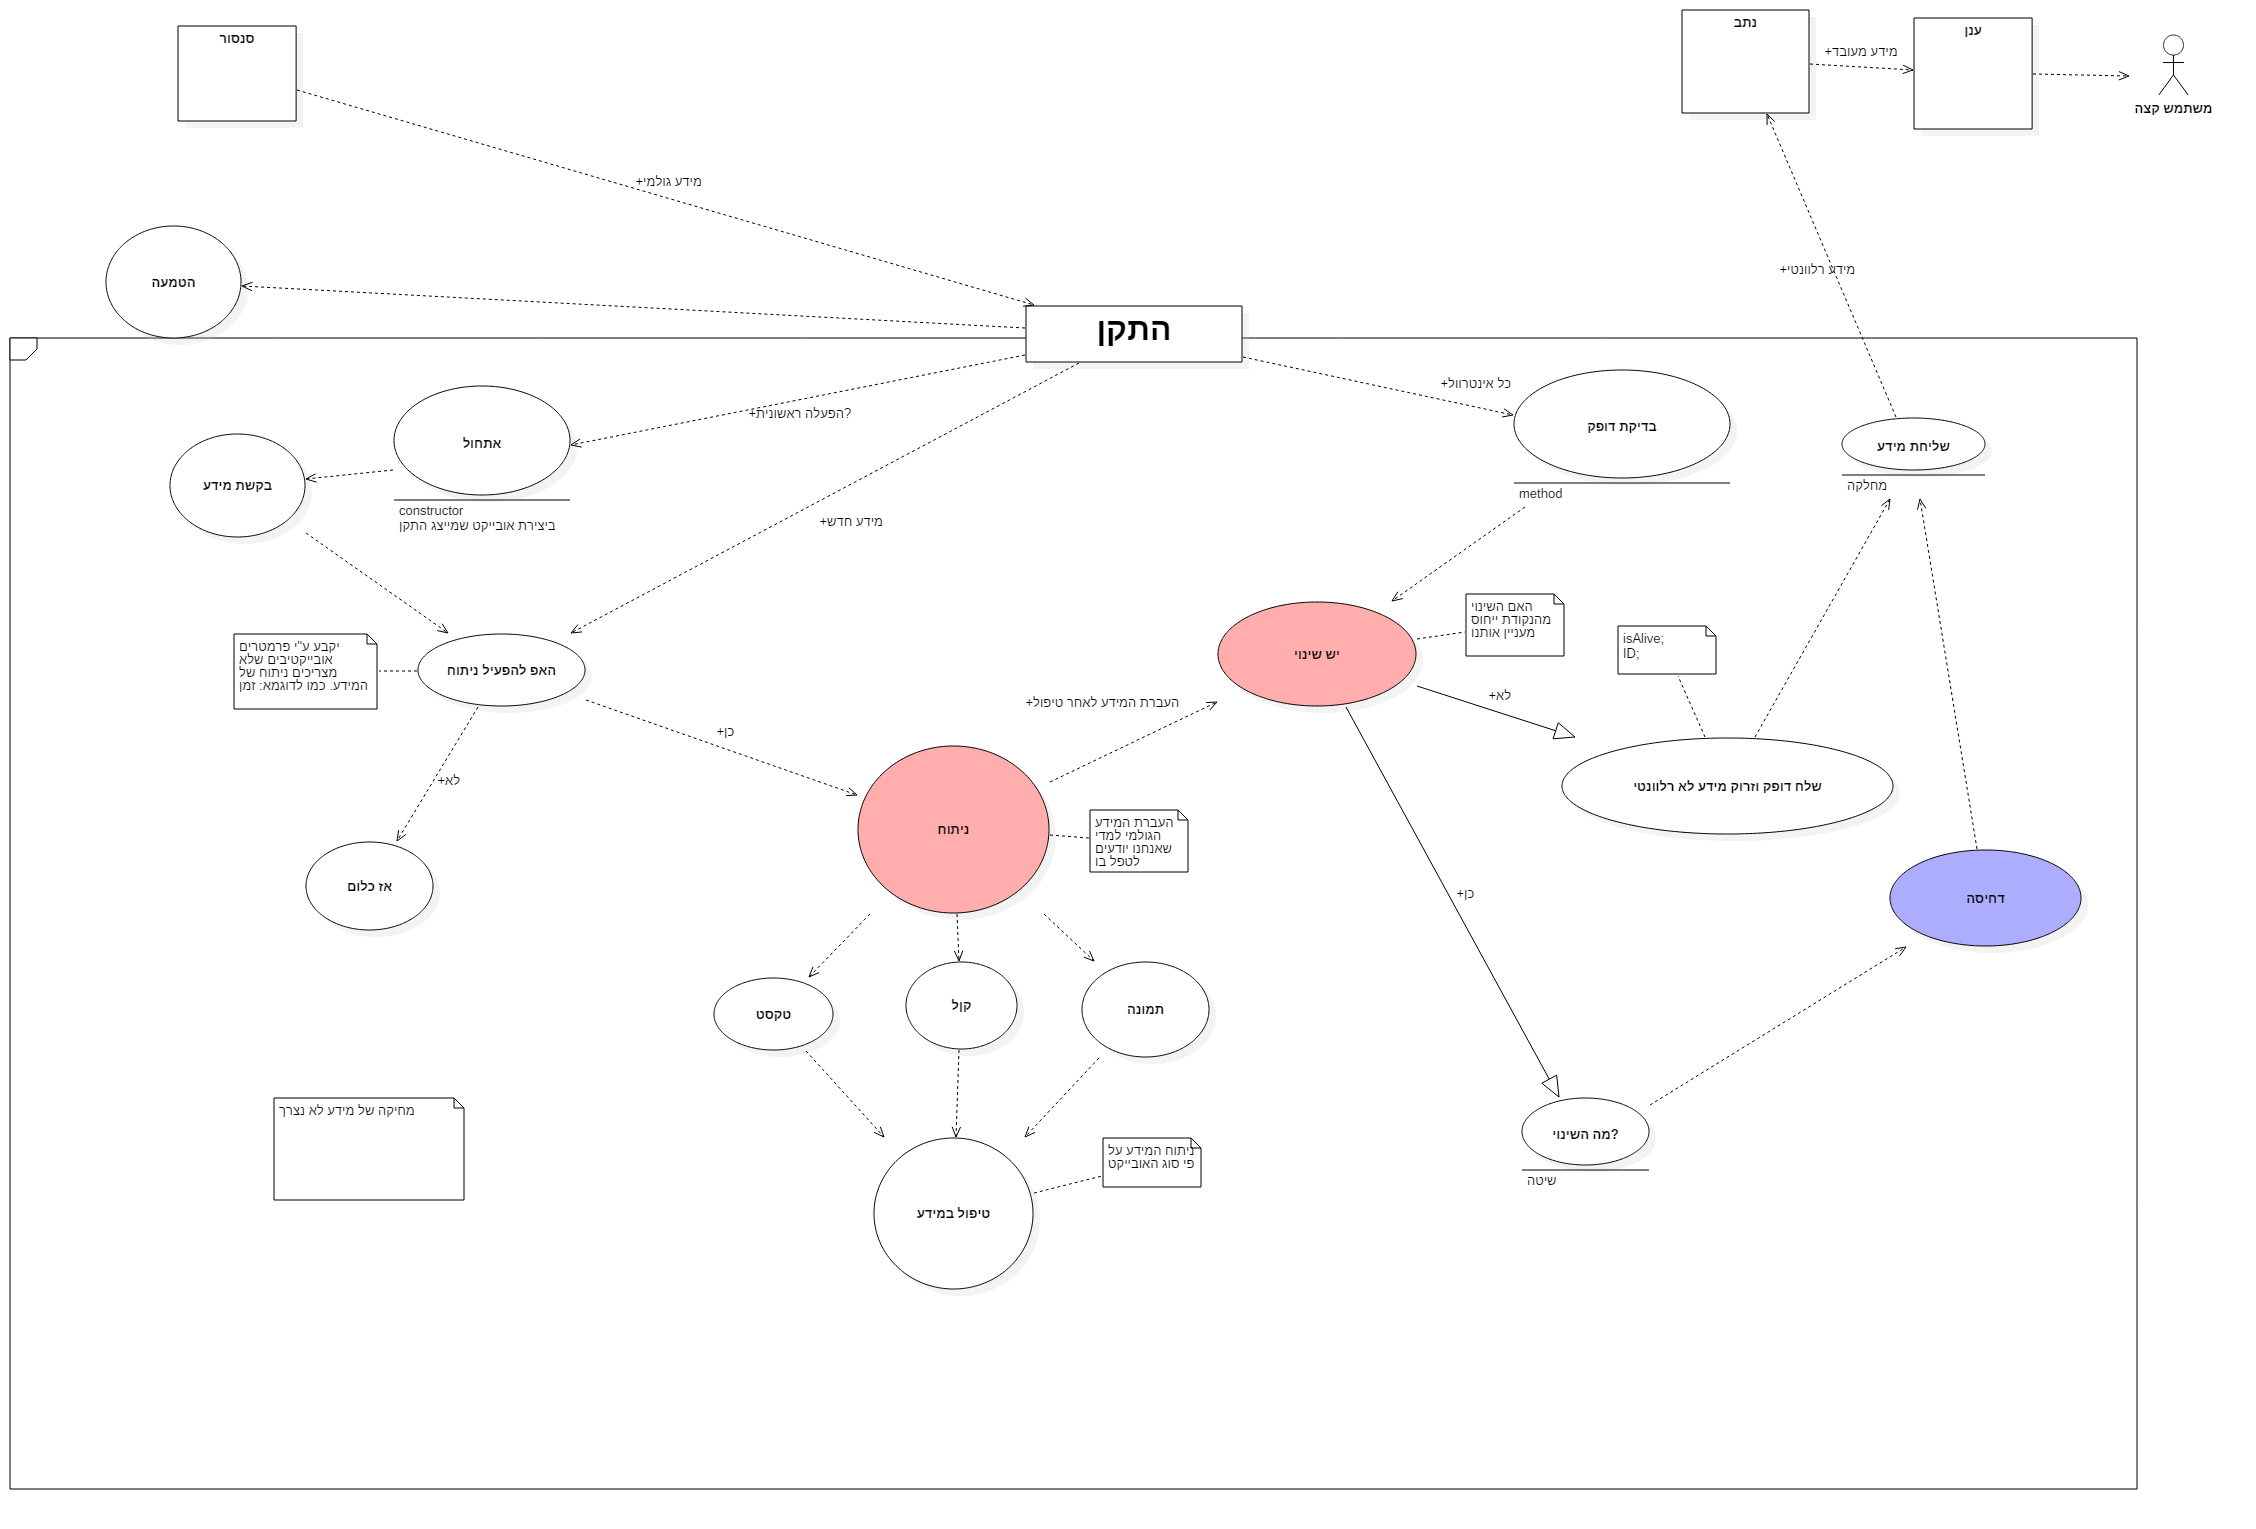 סנסור
נתב
ענן
+מידע מעובד
משתמש קצה
+מידע גולמי
+מידע רלוונטי
הטמעה
התקן
+הפעלה ראשונית?
+כל אינטרוול
אתחול
constructor
ביצירת אובייקט שמייצג התקן
בקשת מידע
+מידע חדש
בדיקת דופק
method
שליחת מידע
מחלקה
יקבע ע"י פרמטרים
אובייקטיבים שלא
מצריכים ניתוח של
המידע. כמו לדוגמא: זמן
האפ להפעיל ניתוח
יש שינוי
האם השינוי
מהנקודת ייחוס
מעניין אותנו
isAlive;
ID;
+לא
+העברת המידע לאחר טיפול
+כן
+לא
שלח דופק וזרוק מידע לא רלוונטי
ניתוח
העברת המידע
הגולמי למדי
שאנחנו יודעים
לטפל בו
אז כלום
+כן
דחיסה
טקסט
קול
תמונה
מחיקה של מידע לא נצרך
מה השינוי?
שיטה
ניתוח המידע על
פי סוג האובייקט
טיפול במידע